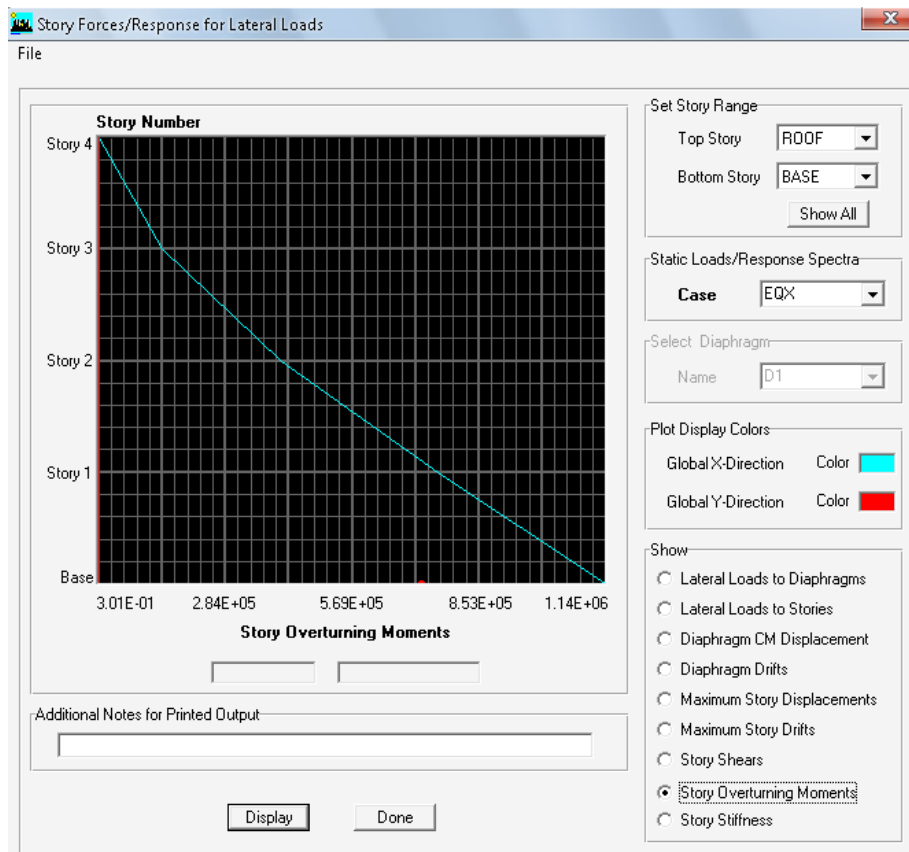 Story Forces/Response for Lateral Loads
File
Story Number
Story 4
Story 3
Story 2
Story 1
Base
3.01E-01 2.84E+05 5.69E+05 8.53E+05 1.14E+06
Story Overturning Moments
Additional Notes for Printed Output
Display Done
Set Story Range
Top Story ROOF
Bottom Story BASE
Show All
Static Loads/Response Spectra
Case EQX
Select Diaphragm
Name D1
Plot Display Colors
Global X-Direction Color
Global Y-Direction Color
Show
Lateral Loads to Diaphragms
Lateral Loads to Stories
Diaphragm CM Displacement
Diaphragm Drifts
Maximum Story Displacements
Maximum Story Drifts
Story Shears
Story Overturning Moments
Story Stiffness